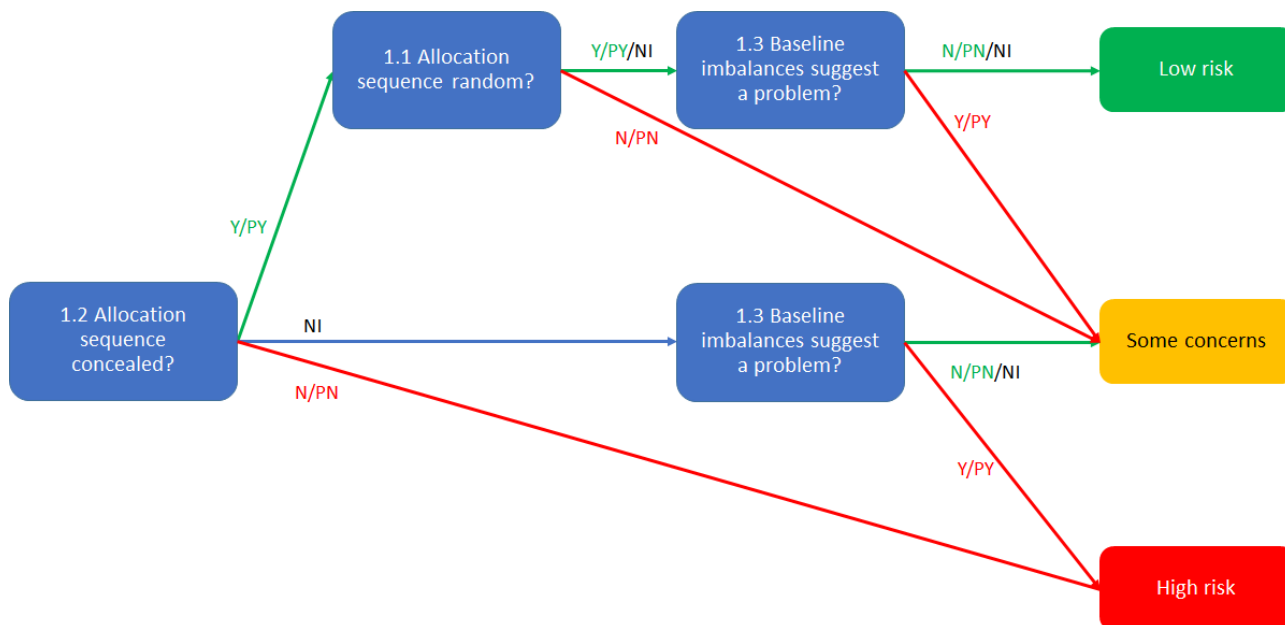 1.1 Allocation
sequence random?
Y/PY/NI
1.3 Baseline
imbalances suggest
a problem?
N/PN/NI
Low risk
N/PN
Y/PY
Y/PY
1.2 Allocation
sequence
concealed?
NI
1.3 Baseline
imbalances suggest
a problem?
Some concerns
N/PN/NI
N/PN
Y/PY
High risk